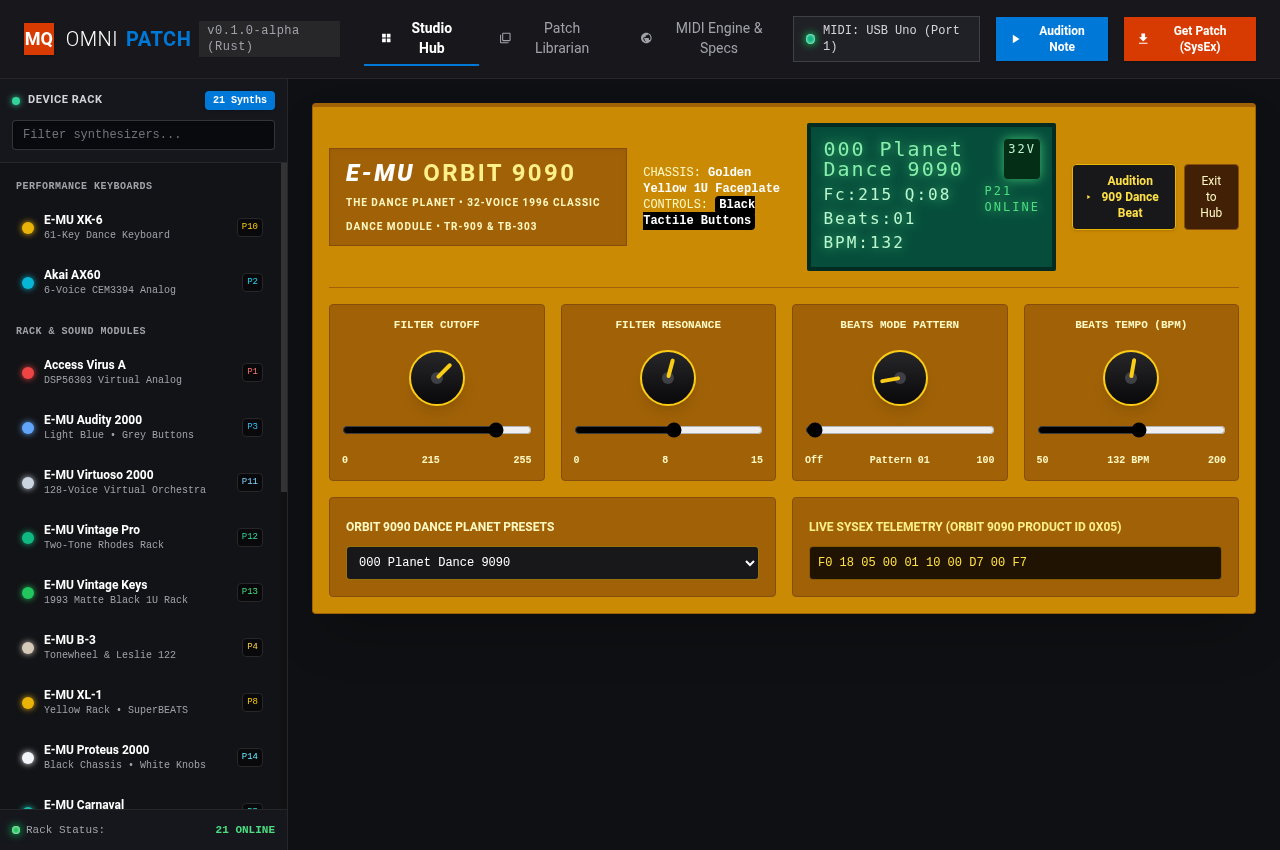 MQ OMNI PATCH
v0.1.0-alpha
(Rust)
Studio
Hub
Patch
Librarian
MIDI Engine &
Specs
MIDI: USB Uno (Port
1)
Audition
Note
Get Patch
(SysEx)
DEVICE RACK
21 Synths
Filter synthesizers...
PERFORMANCE KEYBOARDS
E-MU XK-6
61-Key Dance Keyboard
P10
Akai AX60
6-Voice CEM3394 Analog
P2
RACK & SOUND MODULES
Access Virus A
DSP56303 Virtual Analog
P1
E-MU Audity 2000
Light Blue • Grey Buttons
P3
E-MU Virtuoso 2000
128-Voice Virtual Orchestra
P11
E-MU Vintage Pro
Two-Tone Rhodes Rack
P12
E-MU Vintage Keys
1993 Matte Black 1U Rack
P13
E-MU B-3
Tonewheel & Leslie 122
P4
E-MU XL-1
Yellow Rack • SuperBEATS
P8
E-MU Proteus 2000
Black Chassis • White Knobs
P14
E-MU Carnaval
Rack Status:
21 ONLINE
E-MU ORBIT 9090
THE DANCE PLANET • 32-VOICE 1996 CLASSIC
DANCE MODULE • TR-909 & TB-303
CHASSIS: Golden
Yellow 1U Faceplate
CONTROLS: Black
Tactile Buttons
000 Planet
Dance 9090
32V
Fc:215 Q:08
Beats:01
BPM:132
P21
ONLINE
Audition
909 Dance
Beat
Exit
to
Hub
FILTER CUTOFF
0 215 255
FILTER RESONANCE
0 8 15
BEATS MODE PATTERN
Off Pattern 01 100
BEATS TEMPO (BPM)
50 132 BPM 200
ORBIT 9090 DANCE PLANET PRESETS
000 Planet Dance 9090
LIVE SYSEX TELEMETRY (ORBIT 9090 PRODUCT ID 0X05)
F0 18 05 00 01 10 00 D7 00 F7